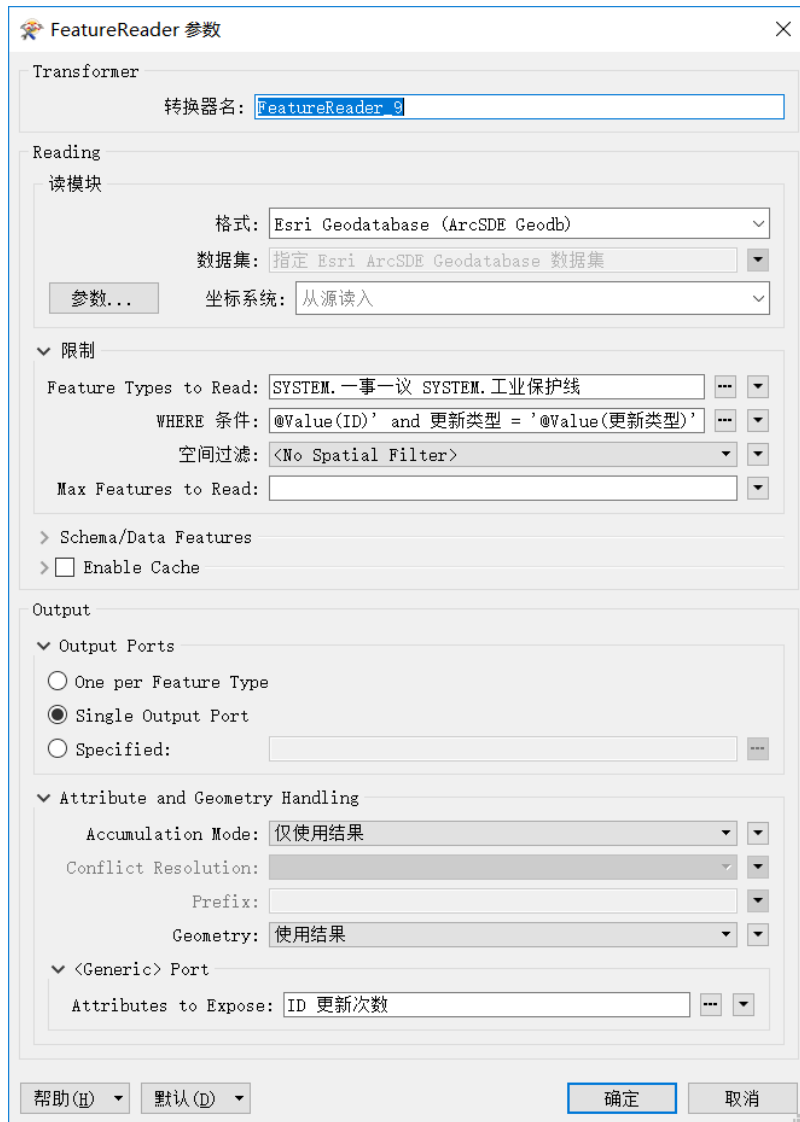 FeatureReader 参数
Transformer
转换器名: FeatureReader_9
Reading
读模块
格式: Esri Geodatabase (ArcSDE Geodb)
数据集: 指定 Esri ArcSDE Geodatabase 数据集
参数... 坐标系统: 从源读入
限制
Feature Types to Read: SYSTEM.一事一议 SYSTEM.工业保护线
WHERE 条件: @Value(ID)' and 更新类型 = '@Value(更新类型)'
空间过滤: <No Spatial Filter>
Max Features to Read:
Schema/Data Features
Enable Cache
Output
Output Ports
One per Feature Type
Single Output Port
Specified:
Attribute and Geometry Handling
Accumulation Mode: 仅使用结果
Conflict Resolution:
Prefix:
Geometry: 使用结果
<Generic> Port
Attributes to Expose: ID 更新次数
帮助(H) 默认(D) 确定 取消